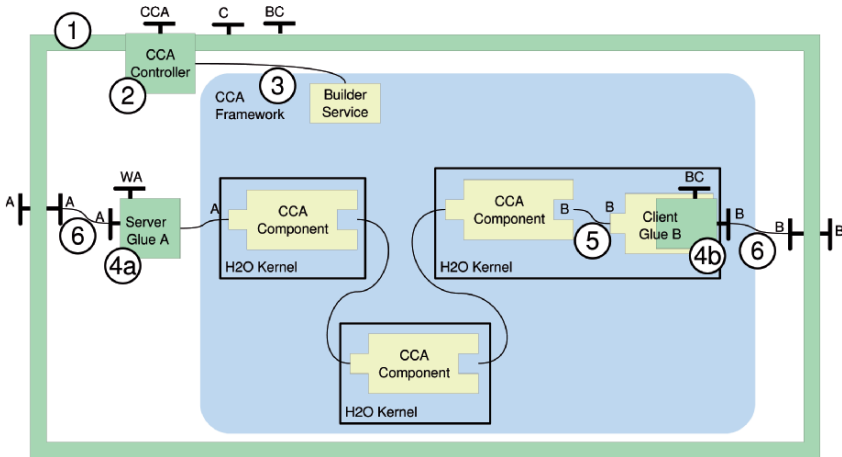 CCA
C
BC
1
CCA
Controller
2
3
CCA
Framework
Builder
Service
A
A
6
A
WA
Server
Glue A
4a
A
CCA
Component
H2O Kernel
CCA
Component
B
5
B
BC
Client
Glue B
4b
B
6
B
B
H2O Kernel
CCA
Component
H2O Kernel